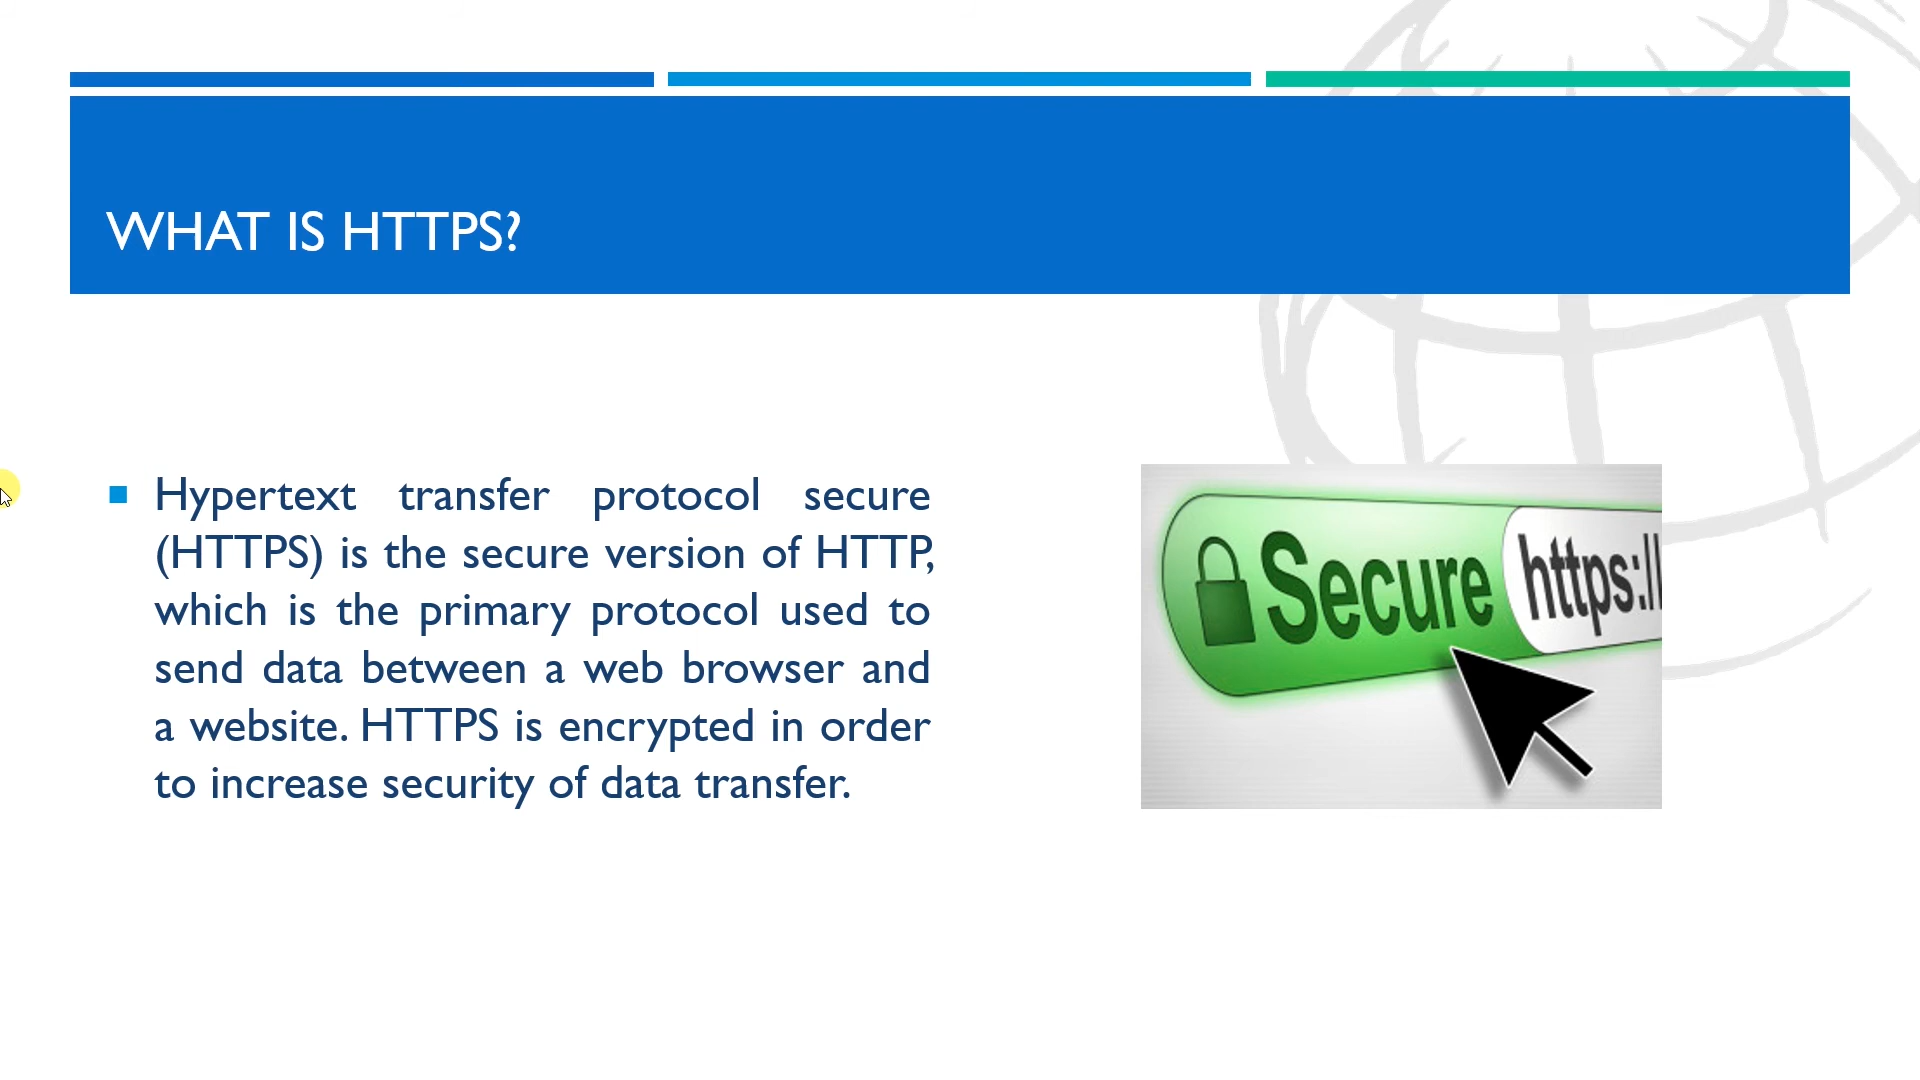 WHAT IS HTTPS?
Hypertext transfer protocol secure
(HTTPS) is the secure version of HTTP,
which is the primary protocol used to
send data between a web browser and
a website. HTTPS is encrypted in order
to increase security of data transfer.
Secure https://